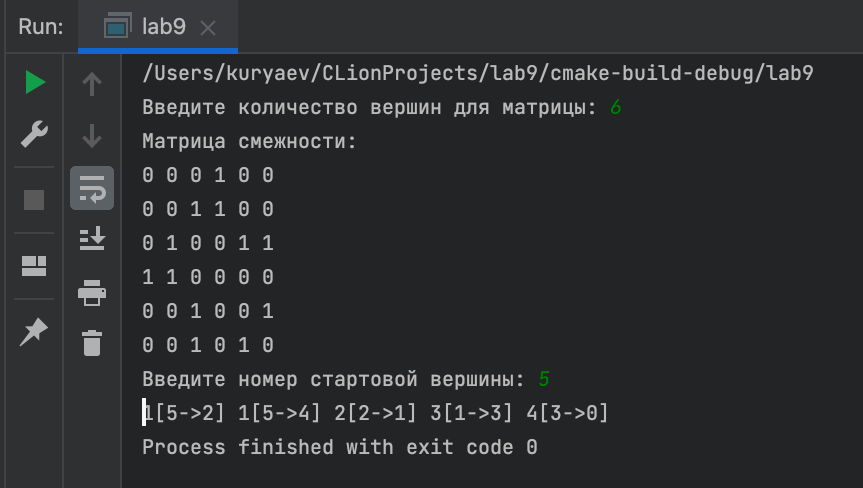 Run: lab9
/Users/kuryaev/CLionProjects/lab9/cmake-build-debug/lab9
Введите количество вершин для матрицы: 6
Матрица смежности:
0 0 0 1 0 0
0 0 1 1 0 0
0 1 0 0 1 1
1 1 0 0 0 0
0 0 1 0 0 1
0 0 1 0 1 0
Введите номер стартовой вершины: 5
1[5->2] 1[5->4] 2[2->1] 3[1->3] 4[3->0]
Process finished with exit code 0